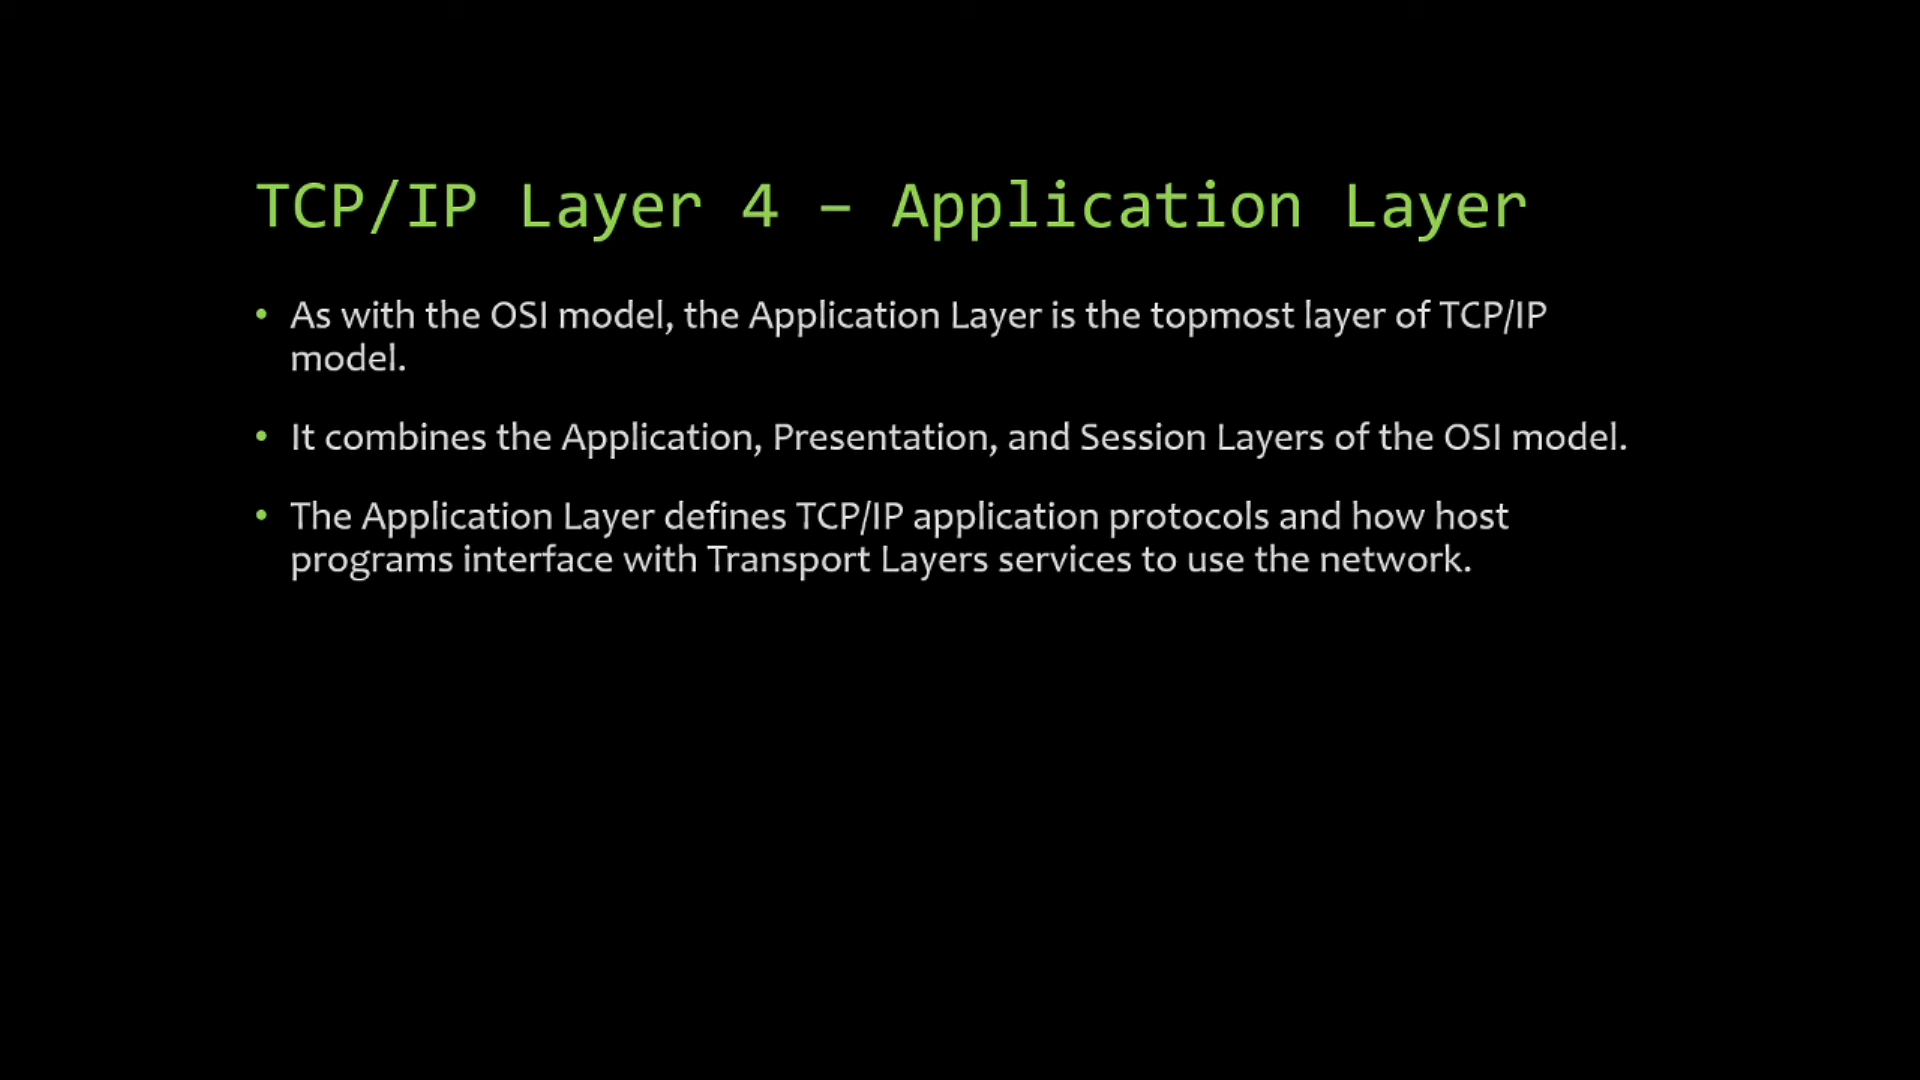 TCP/IP Layer 4 – Application Layer
• As with the OSI model, the Application Layer is the topmost layer of TCP/IP
model.
• It combines the Application, Presentation, and Session Layers of the OSI model.
• The Application Layer defines TCP/IP application protocols and how host
programs interface with Transport Layers services to use the network.